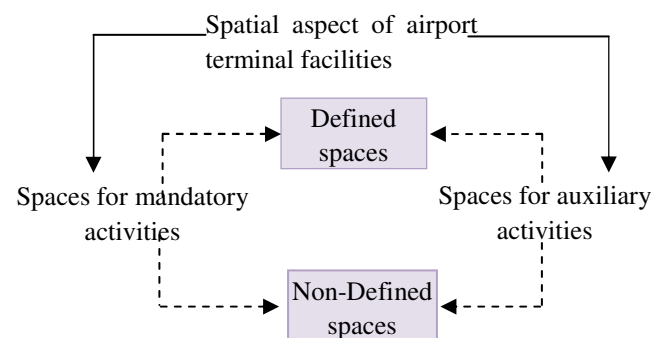 Spatial aspect of airport
terminal facilities
Defined
spaces
Spaces for mandatory
activities
Spaces for auxiliary
activities
Non-Defined
spaces